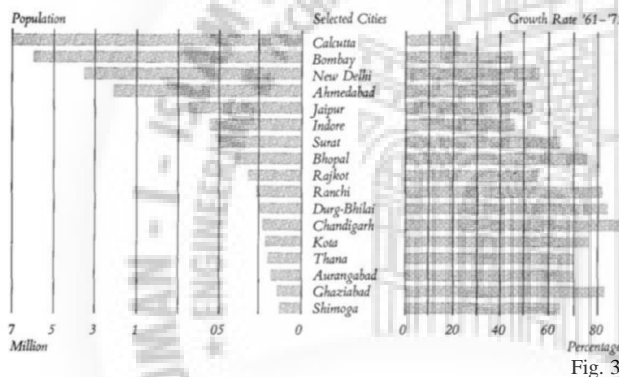 Population Selected Cities Growth Rate '61-'71
Calcutta
Bombay
New Delhi
Ahmedabad
Jaipur
Indore
Surat
Bhopal
Rajkot
Ranchi
Durg-Bhilai
Chandigarh
Kota
Thana
Aurangabad
Ghaziabad
Shimoga
7 5 3 1 05 0 0 20 40 60 80
Million Percentage
Fig. 3